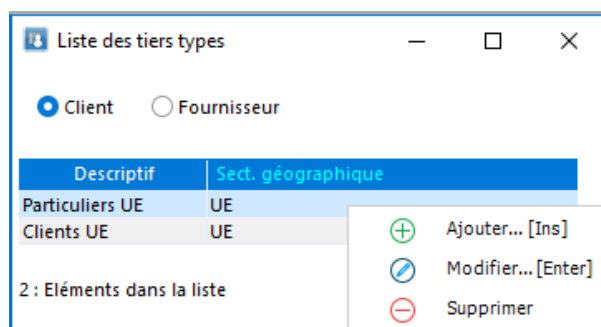 Liste des tiers types
Client Fournisseur
Descriptif Sect. géographique
Particuliers UE UE
Clients UE UE
Ajouter... [Ins]
Modifier... [Enter]
Supprimer
2 : Eléments dans la liste